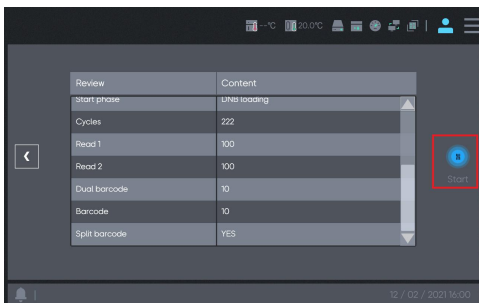 --°C 20.0°C
Review Content
Start phase DNB loading
Cycles 222
Read 1 100
Read 2 100
Dual barcode 10
Barcode 10
Split barcode YES
Start
12 / 02 / 2021 16:00